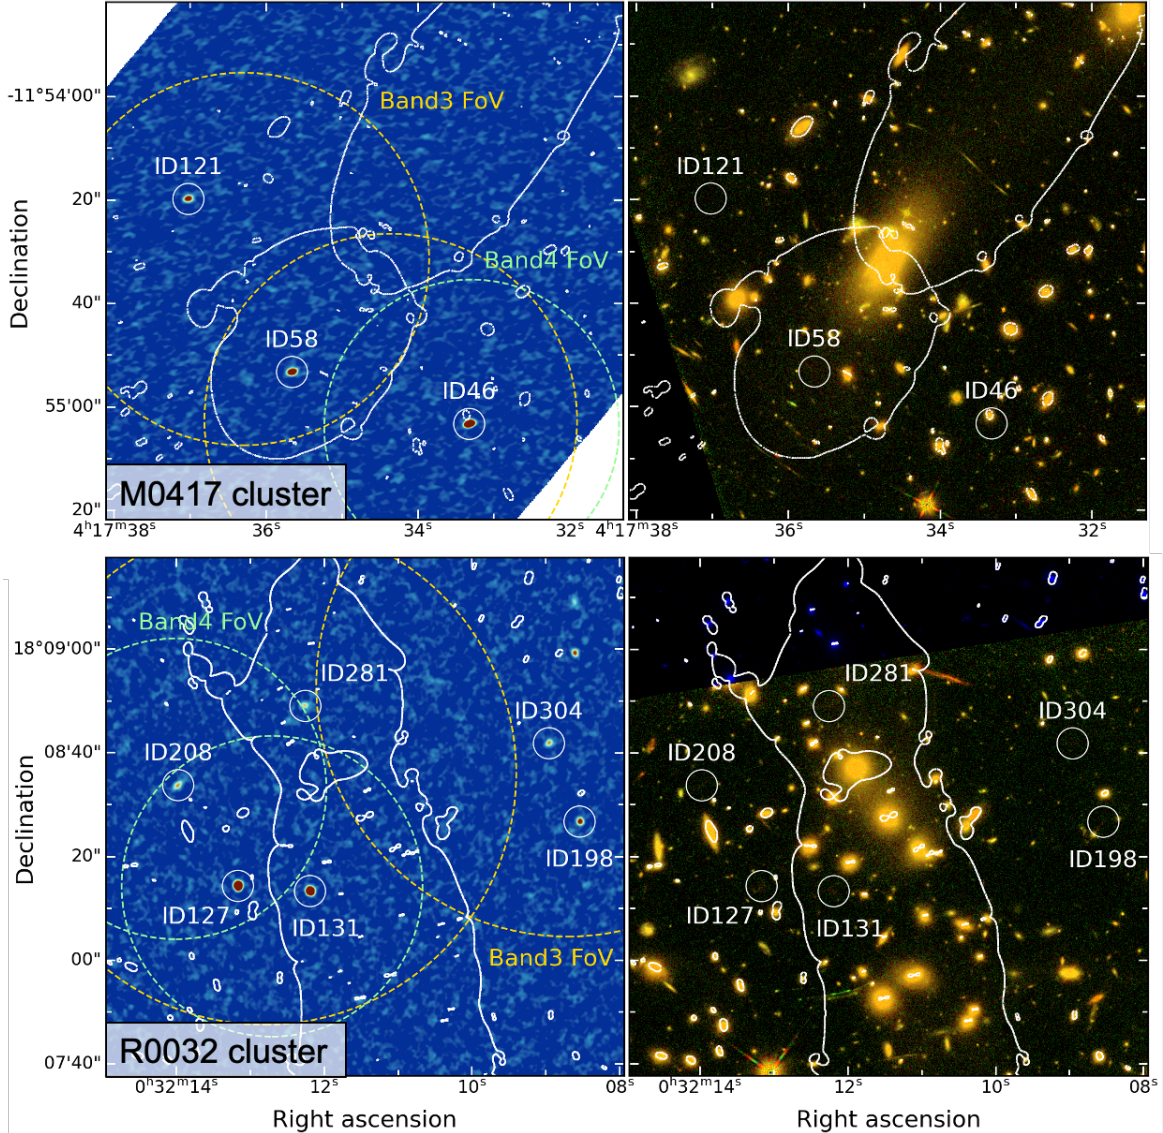 Band3 FoV
-11°54'00"
ID121
ID121
20"
Declination
Band4 FoV
40"
ID58
ID58
ID46
ID46
55'00"
M0417 cluster
20"
4ʰ17ᵐ38ˢ 36ˢ 34ˢ 32ˢ 4ʰ17ᵐ38ˢ 36ˢ 34ˢ 32ˢ
Band4 FoV
18°09'00"
ID281
ID281
ID304
ID304
08'40"
ID208
ID208
Declination
20"
ID198
ID198
ID127
ID131
ID127
ID131
00"
Band3 FoV
R0032 cluster
07'40"
0ʰ32ᵐ14ˢ 12ˢ 10ˢ 08ˢ 0ʰ32ᵐ14ˢ 12ˢ 10ˢ 08ˢ
Right ascension Right ascension